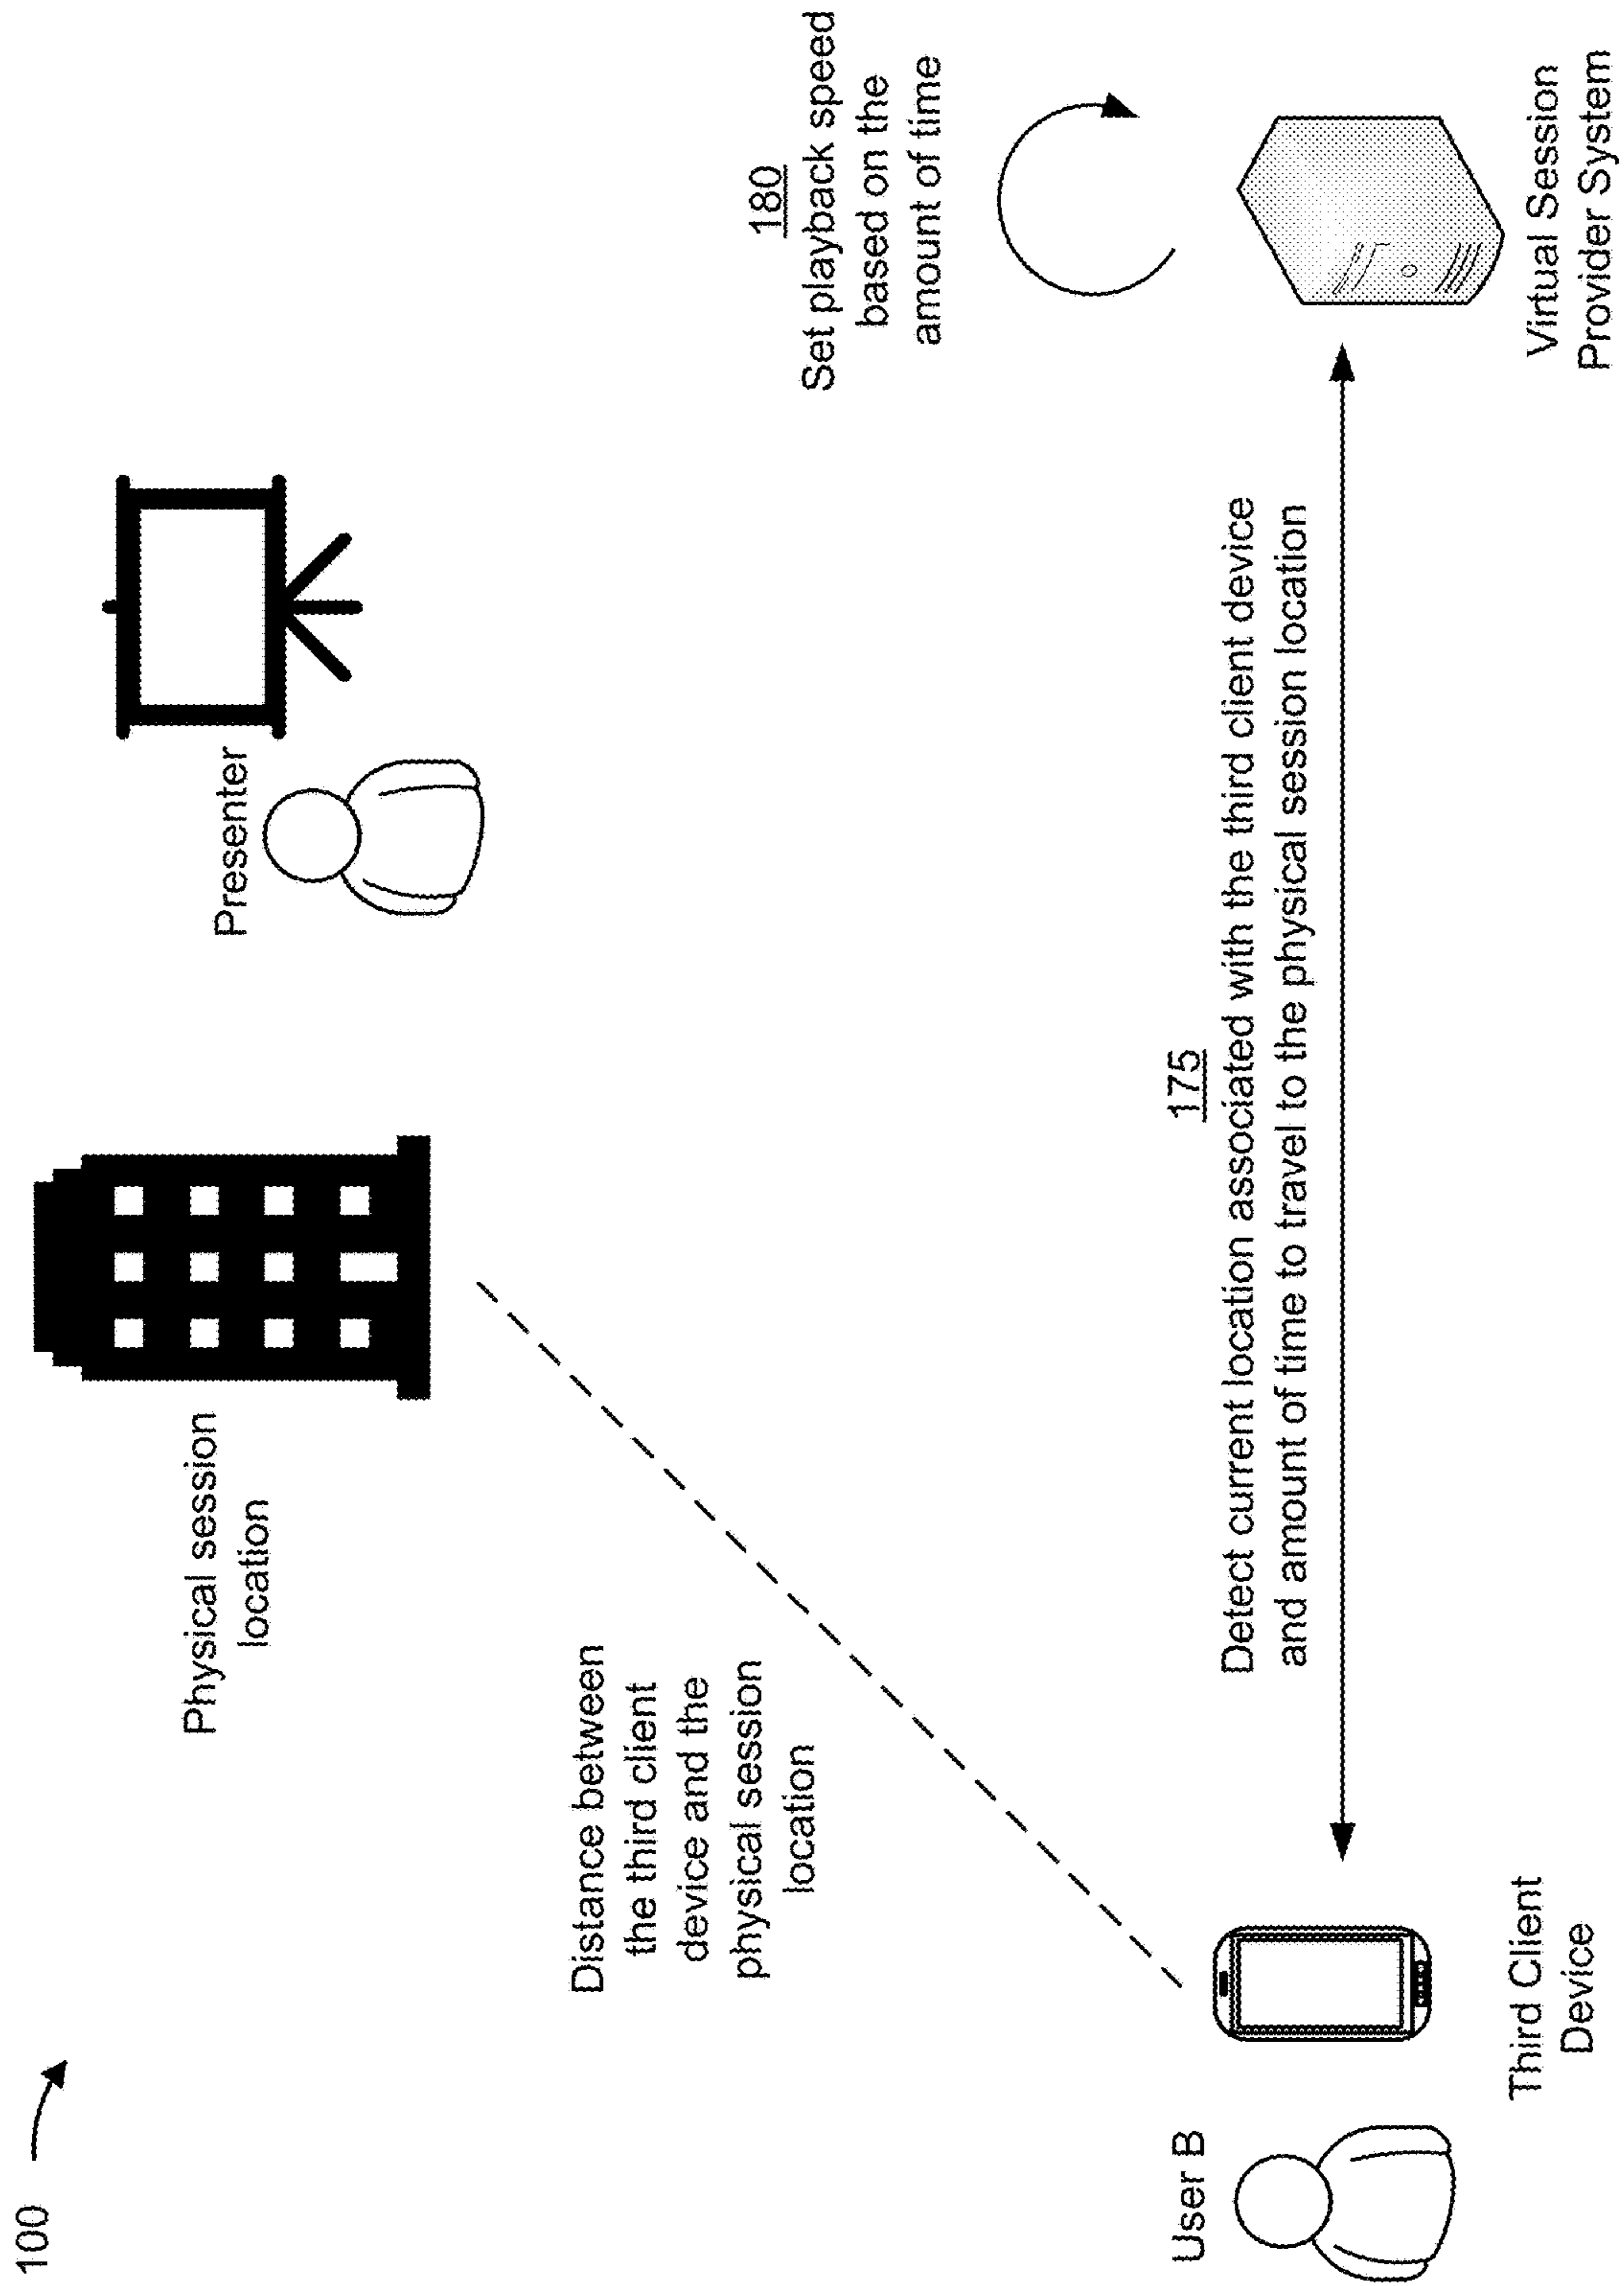 100
Physical session
location
Presenter
Distance between
the third client
device and the
physical session
location
180
Set playback speed
based on the
amount of time
175
Detect current location associated with the third client device
and amount of time to travel to the physical session location
User B
Third Client
Device
Virtual Session
Provider System